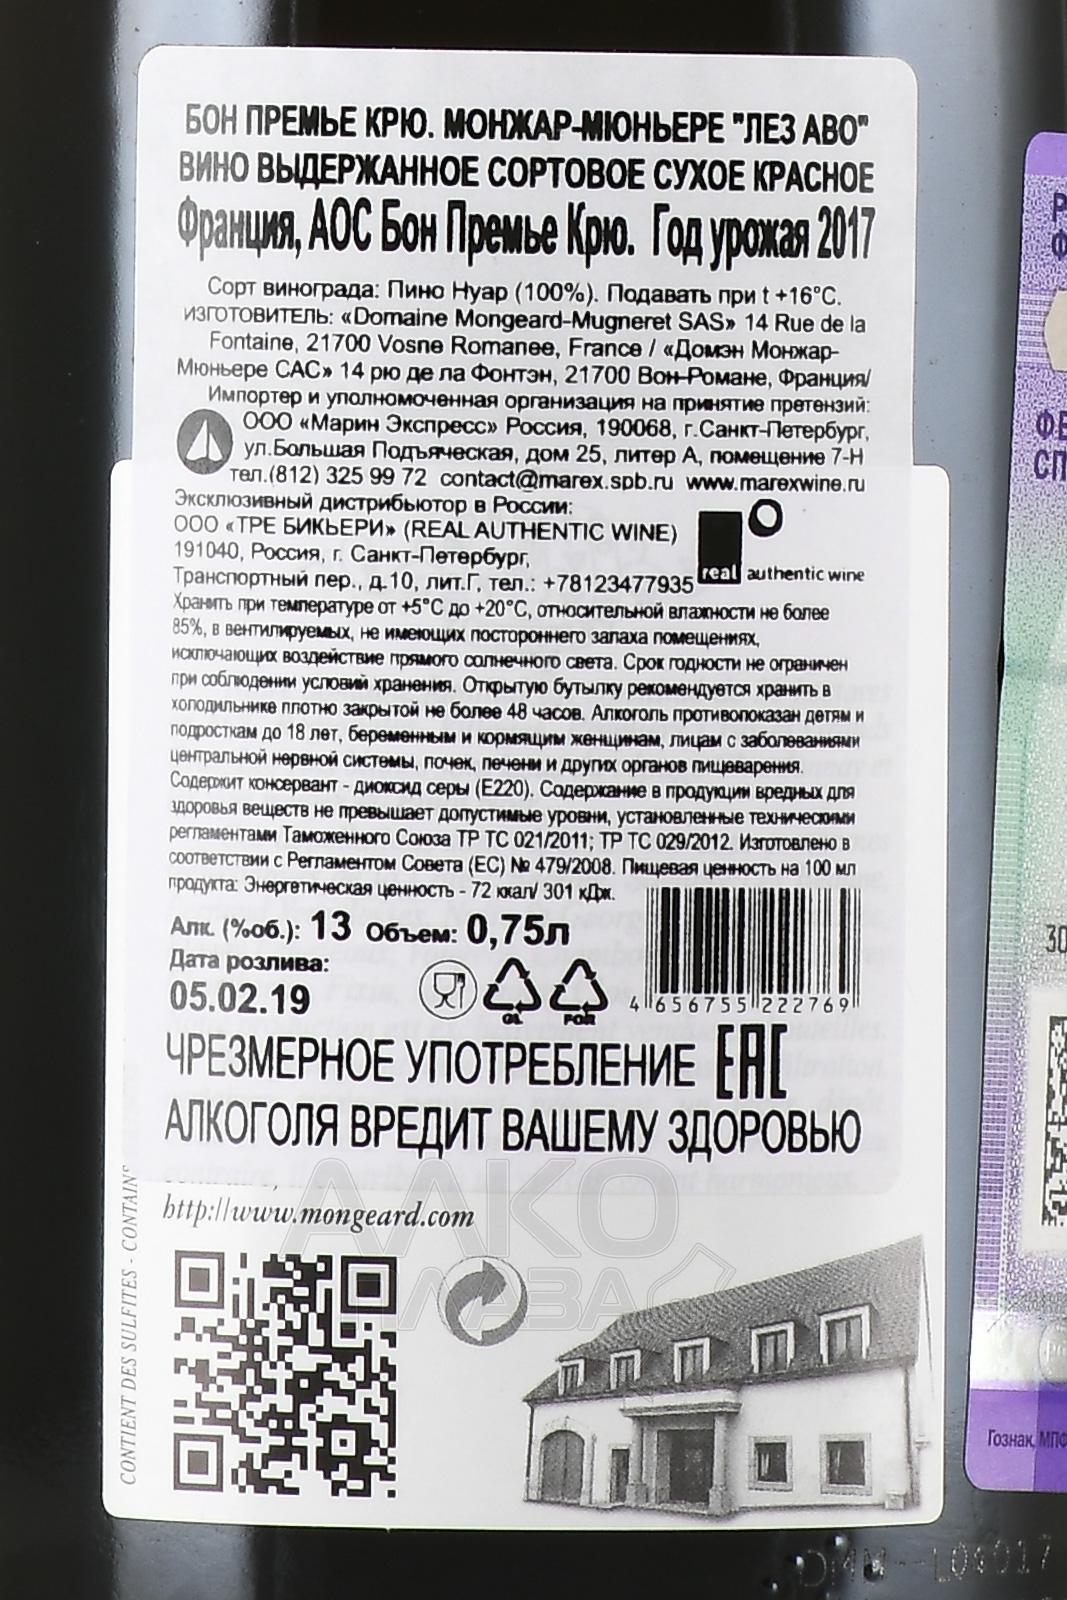 БОН ПРЕМЬЕ КРЮ. МОНЖАР-МЮНЬЕРЕ "ЛЕЗ АВО"
ВИНО ВЫДЕРЖАННОЕ СОРТОВОЕ СУХОЕ КРАСНОЕ
Франция, АОС Бон Премье Крю. Год урожая 2017
Сорт винограда: Пино Нуар (100%). Подавать при t +16°C.
ИЗГОТОВИТЕЛЬ: «Domaine Mongeard-Mugneret SAS» 14 Rue de la
Fontaine, 21700 Vosne Romanee, France / «Домэн Монжар-
Мюньере САС» 14 рю де ла Фонтэн, 21700 Вон-Романе, Франция/
Импортер и уполномоченная организация на принятие претензий:
ООО «Марин Экспресс» Россия, 190068, г.Санкт-Петербург,
ул.Большая Подъяческая, дом 25, литер А, помещение 7-Н
тел.(812) 325 99 72 contact@marex.spb.ru www.marexwine.ru
Эксклюзивный дистрибьютор в России:
ООО «ТРЕ БИКЬЕРИ» (REAL AUTHENTIC WINE)
191040, Россия, г. Санкт-Петербург,
Транспортный пер., д.10, лит.Г, тел.: +78123477935
real authentic wine
Хранить при температуре от +5°C до +20°C, относительной влажности не более
85%, в вентилируемых, не имеющих постороннего запаха помещениях,
исключающих воздействие прямого солнечного света. Срок годности не ограничен
при соблюдении условий хранения. Открытую бутылку рекомендуется хранить в
холодильнике плотно закрытой не более 48 часов. Алкоголь противопоказан детям и
подросткам до 18 лет, беременным и кормящим женщинам, лицам с заболеваниями
центральной нервной системы, почек, печени и других органов пищеварения.
Содержит консервант - диоксид серы (E220). Содержание в продукции вредных для
здоровья веществ не превышает допустимые уровни, установленные техническими
регламентами Таможенного Союза ТР ТС 021/2011; ТР ТС 029/2012. Изготовлено в
соответствии с Регламентом Совета (ЕС) № 479/2008. Пищевая ценность на 100 мл
продукта: Энергетическая ценность - 72 ккал/ 301 кДж.
Алк. (%об.): 13 Объем: 0,75л
Дата розлива:
05.02.19
GL FOR
4 656755 222769
ЧРЕЗМЕРНОЕ УПОТРЕБЛЕНИЕ EAC
АЛКОГОЛЯ ВРЕДИТ ВАШЕМУ ЗДОРОВЬЮ
http://www.mongeard.com
CONTIENT DES SULFITES - CONTAINS
АЛКО
ЛАВА
ФЕ
СП
30
Гознак, МПФ